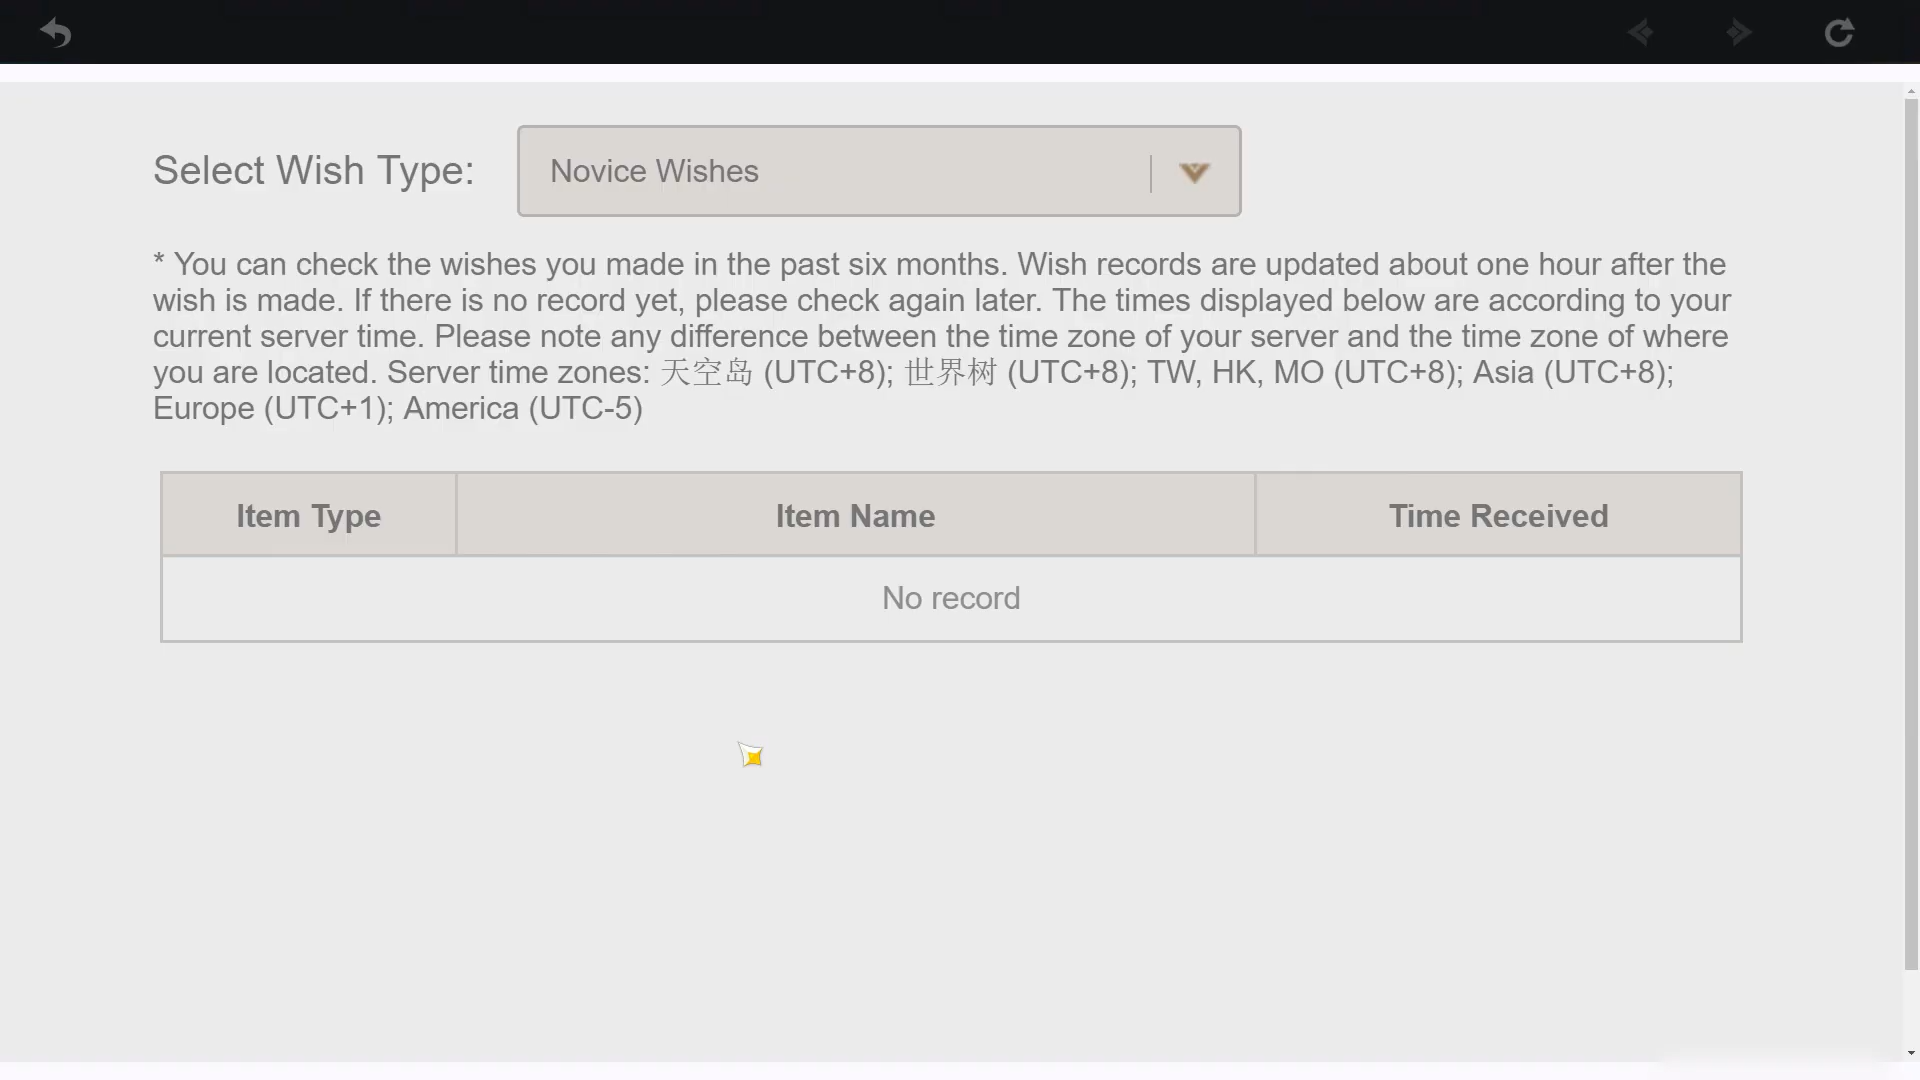 Select Wish Type: Novice Wishes
* You can check the wishes you made in the past six months. Wish records are updated about one hour after the
wish is made. If there is no record yet, please check again later. The times displayed below are according to your
current server time. Please note any difference between the time zone of your server and the time zone of where
you are located. Server time zones: 天空岛 (UTC+8); 世界树 (UTC+8); TW, HK, MO (UTC+8); Asia (UTC+8);
Europe (UTC+1); America (UTC-5)
Item Type Item Name Time Received
No record